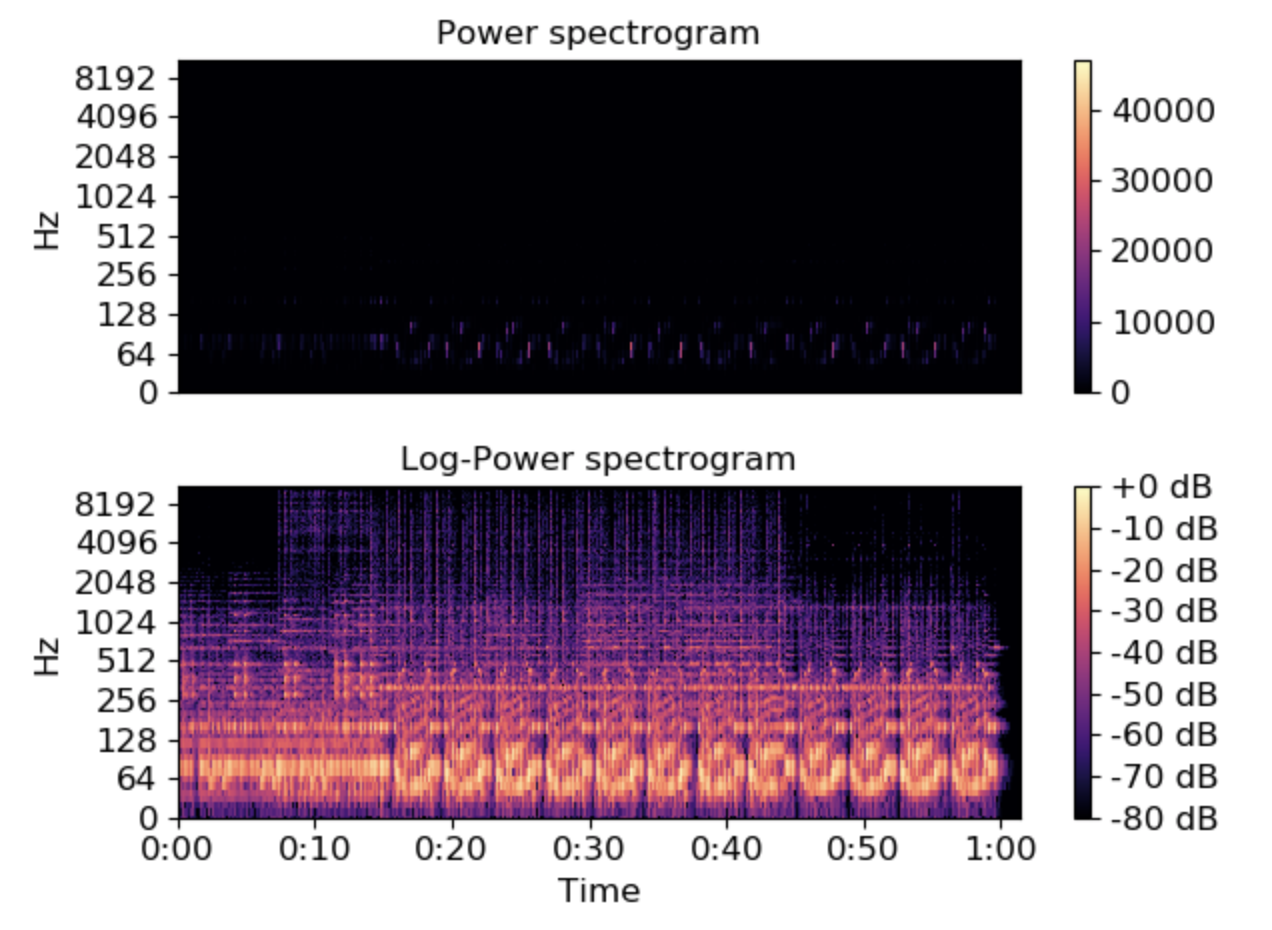 Power spectrogram
8192
4096
2048
1024
512
256
128
64
0
Hz
40000
30000
20000
10000
0
Log-Power spectrogram
8192
4096
2048
1024
512
256
128
64
0
Hz
+0 dB
-10 dB
-20 dB
-30 dB
-40 dB
-50 dB
-60 dB
-70 dB
-80 dB
0:00 0:10 0:20 0:30 0:40 0:50 1:00
Time